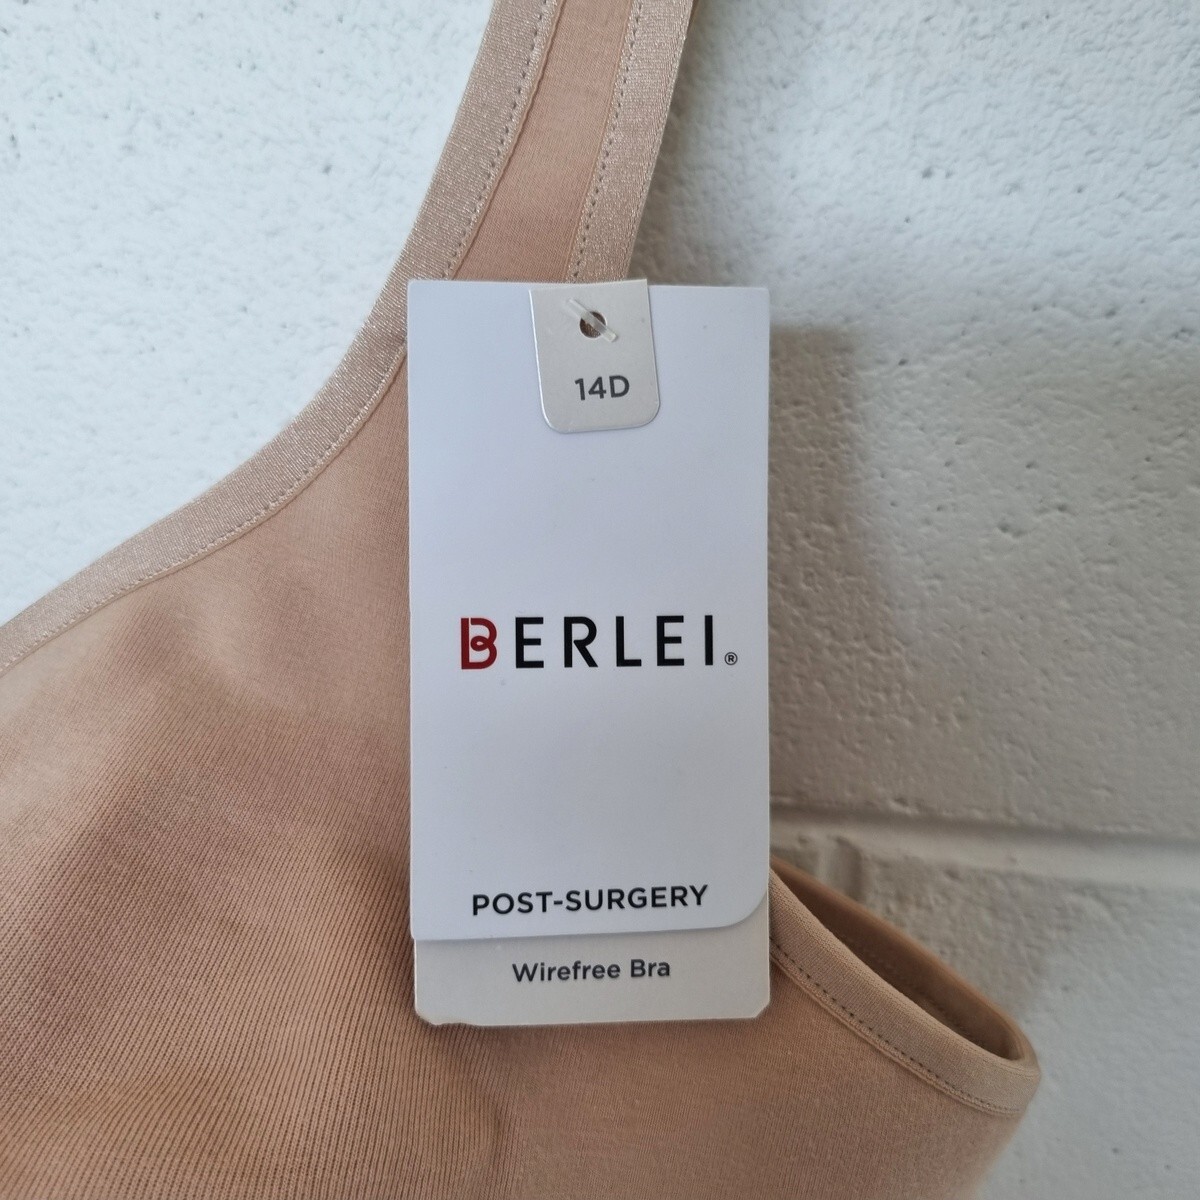 14D
BERLEI®
POST-SURGERY
Wirefree Bra